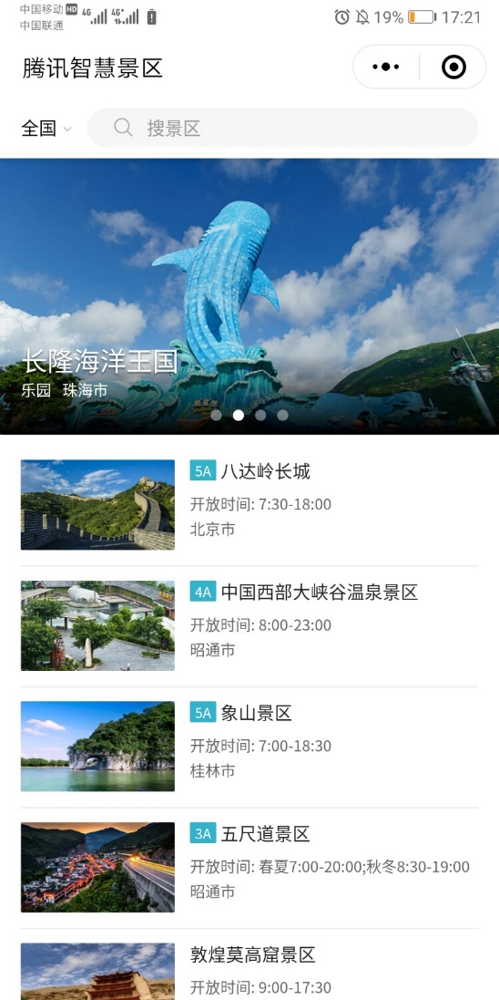 中国移动 HD 4G 4G+ 19% 17:21
中国联通
腾讯智慧景区
全国 搜景区
长隆海洋王国
乐园 珠海市
5A 八达岭长城
开放时间: 7:30-18:00
北京市
4A 中国西部大峡谷温泉景区
开放时间: 8:00-23:00
昭通市
5A 象山景区
开放时间: 7:00-18:30
桂林市
3A 五尺道景区
开放时间: 春夏7:00-20:00;秋冬8:30-19:00
昭通市
敦煌莫高窟景区
开放时间: 9:00-17:30